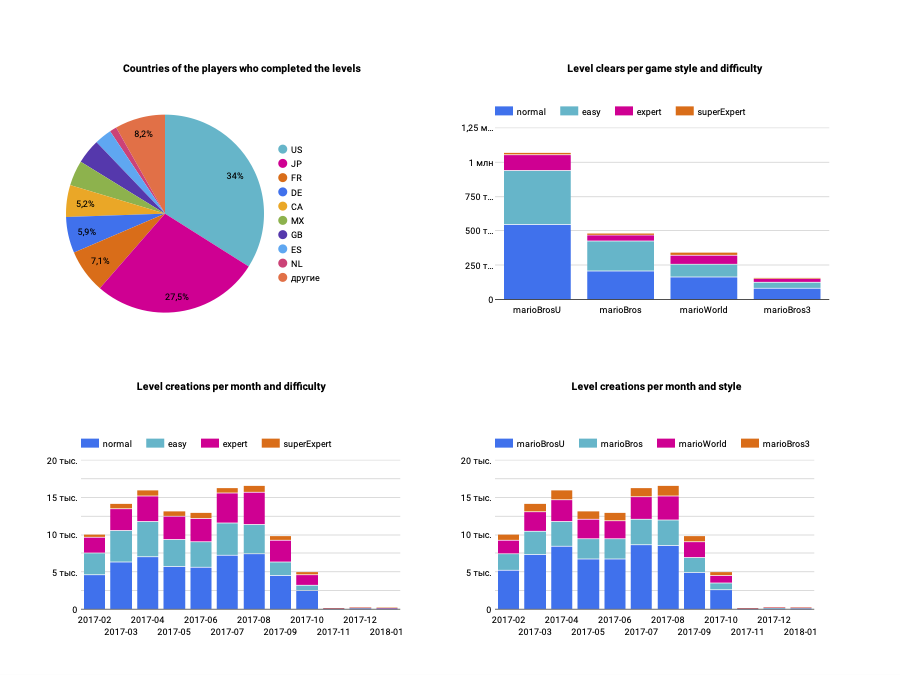 Countries of the players who completed the levels
8,2%
34%
5,2%
5,9%
7,1%
27,5%
US
JP
FR
DE
CA
MX
GB
ES
NL
другие
Level clears per game style and difficulty
normal easy expert superExpert
1,25 м...
1 млн
750 т...
500 т...
250 т...
0
marioBrosU marioBros marioWorld marioBros3
Level creations per month and difficulty
normal easy expert superExpert
20 тыс.
15 тыс.
10 тыс.
5 тыс.
0
2017-02 2017-04 2017-06 2017-08 2017-10 2017-12
2017-03 2017-05 2017-07 2017-09 2017-11 2018-01
Level creations per month and style
marioBrosU marioBros marioWorld marioBros3
20 тыс.
15 тыс.
10 тыс.
5 тыс.
0
2017-02 2017-04 2017-06 2017-08 2017-10 2017-12
2017-03 2017-05 2017-07 2017-09 2017-11 2018-01